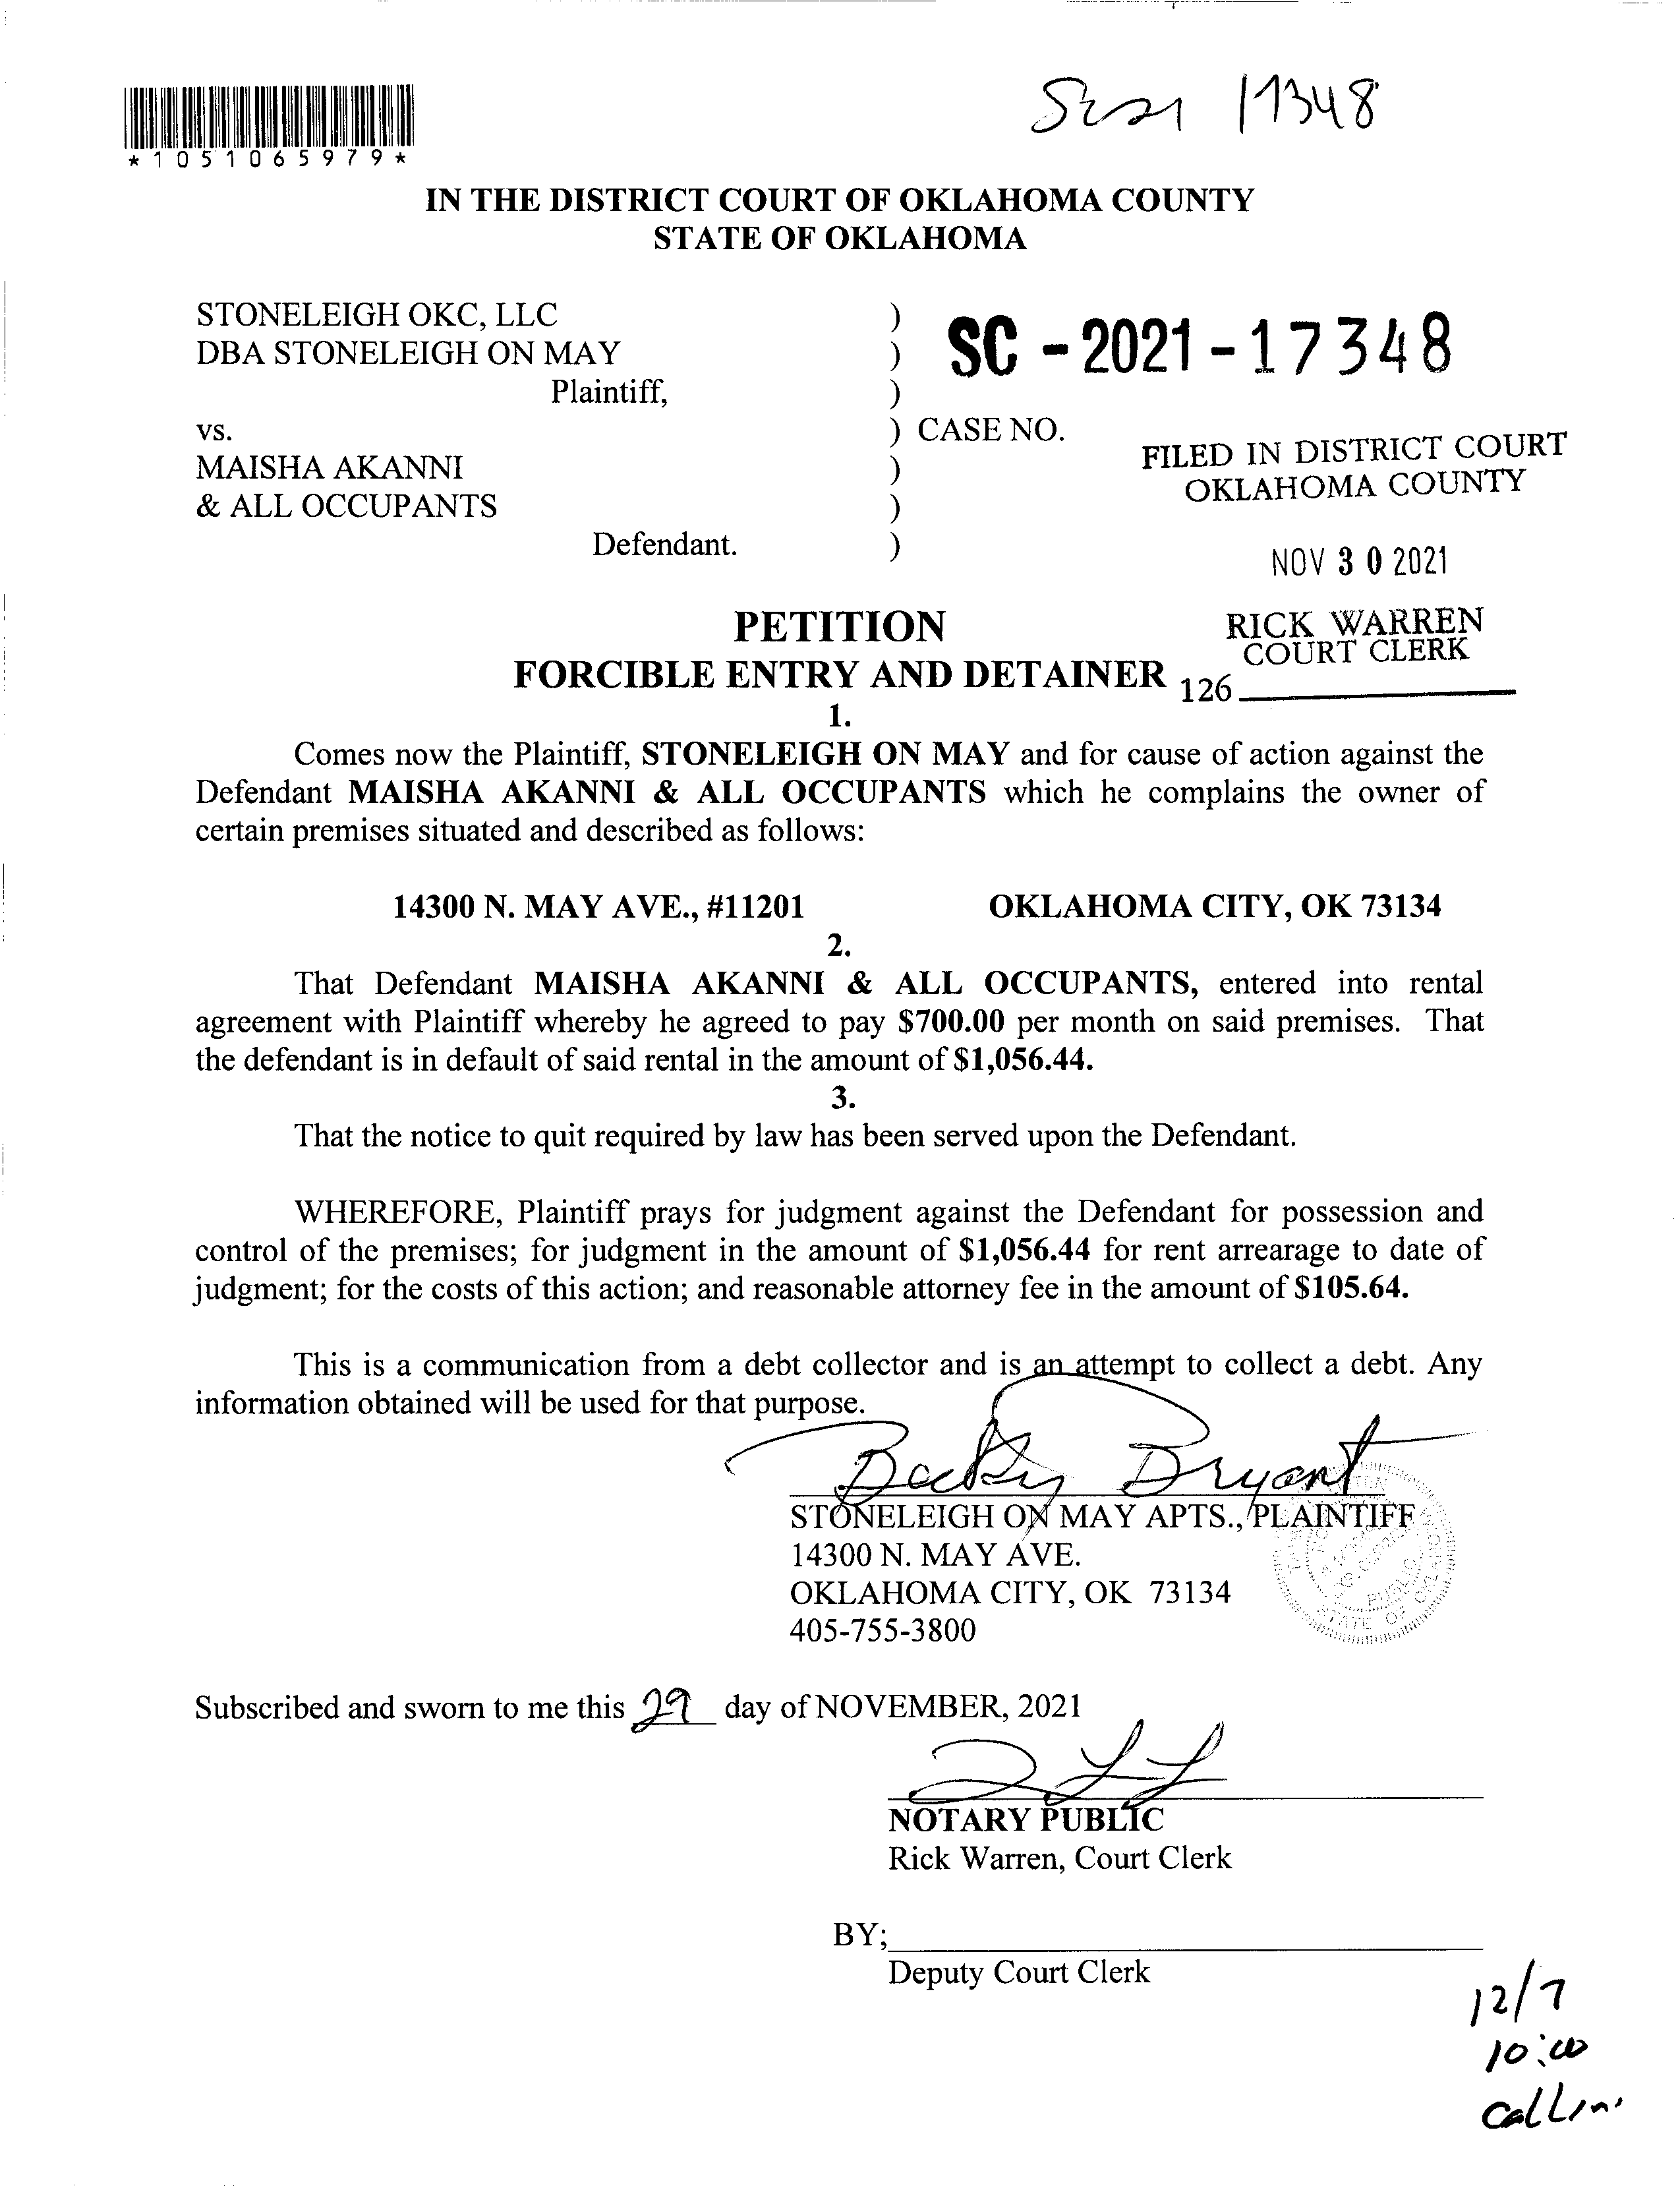 *1051065979*
17348
IN THE DISTRICT COURT OF OKLAHOMA COUNTY
STATE OF OKLAHOMA
STONELEIGH OKC, LLC )
DBA STONELEIGH ON MAY ) SC - 2021 - 17348
Plaintiff, )
vs. ) CASE NO.
MAISHA AKANNI )
& ALL OCCUPANTS )
Defendant. )
FILED IN DISTRICT COURT
OKLAHOMA COUNTY
NOV 30 2021
RICK WARREN
COURT CLERK
126
PETITION
FORCIBLE ENTRY AND DETAINER
1.
Comes now the Plaintiff, STONELEIGH ON MAY and for cause of action against the
Defendant MAISHA AKANNI & ALL OCCUPANTS which he complains the owner of
certain premises situated and described as follows:
14300 N. MAY AVE., #11201 OKLAHOMA CITY, OK 73134
2.
That Defendant MAISHA AKANNI & ALL OCCUPANTS, entered into rental
agreement with Plaintiff whereby he agreed to pay $700.00 per month on said premises. That
the defendant is in default of said rental in the amount of $1,056.44.
3.
That the notice to quit required by law has been served upon the Defendant.
WHEREFORE, Plaintiff prays for judgment against the Defendant for possession and
control of the premises; for judgment in the amount of $1,056.44 for rent arrearage to date of
judgment; for the costs of this action; and reasonable attorney fee in the amount of $105.64.
This is a communication from a debt collector and is an attempt to collect a debt. Any
information obtained will be used for that purpose.
Becky Bryant
STONELEIGH ON MAY APTS., PLAINTIFF
14300 N. MAY AVE.
OKLAHOMA CITY, OK 73134
405-755-3800
PUBLIC
STATE OF OKLAHOMA
Subscribed and sworn to me this 29 day of NOVEMBER, 2021
NOTARY PUBLIC
Rick Warren, Court Clerk
BY;
Deputy Court Clerk
12/7
10:00